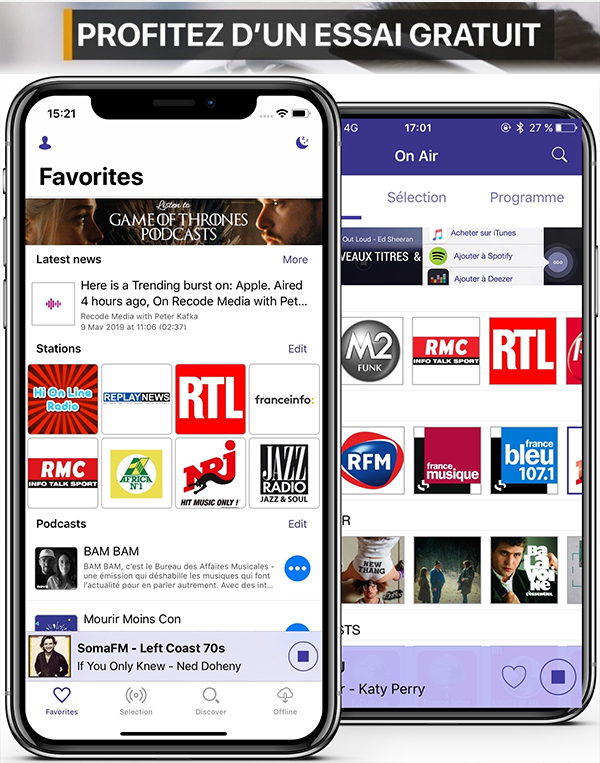 PROFITEZ D'UN ESSAI GRATUIT
15:21
Favorites
Listen to
GAME OF THRONES
PODCASTS
Latest news
More
Here is a Trending burst on: Apple. Aired
4 hours ago, On Recode Media with Pet...
Recode Media with Peter Kafka
9 May 2019 at 11:06 (02:37)
Stations
Edit
Hi On Line
Radio
REPLAY NEWS
RTL
franceinfo:
RMC
INFO TALK SPORT
AFRICA
N°1
NRJ
HIT MUSIC ONLY !
JAZZ
RADIO
JAZZ & SOUL
Podcasts
Edit
BAM BAM
BAM BAM, c'est le Bureau des Affaires Musicales -
une émission qui déshabille les musiques qui font
l'actualité pour en parler autrement. Avec des int...
Mourir Moins Con
SomaFM - Left Coast 70s
If You Only Knew - Ned Doheny
Favorites
Selection
Discover
Offline
4G
17:01
27 %
On Air
Sélection
Programme
Out Loud - Ed Sheeran
VEAUX TITRES &
Acheter sur iTunes
Ajouter à Spotify
Ajouter à Deezer
M2
FUNK
RMC
INFO TALK SPORT
RTL
RFM
france
musique
france
bleu
107.1
R
NEW
THANG
BALAVOINE
L'ESSENTIEL
STS
r - Katy Perry